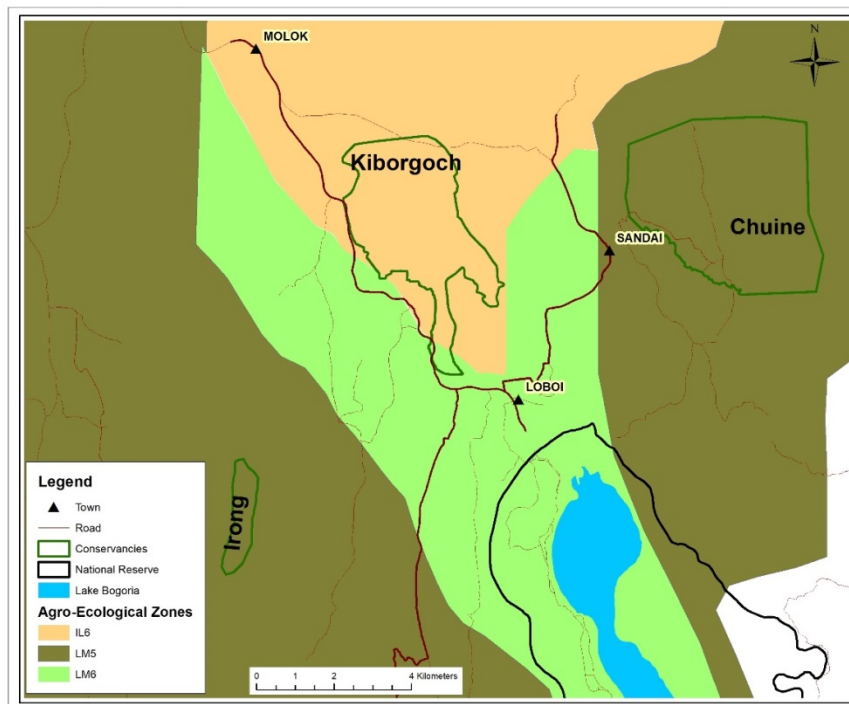 MOLOK
N
Kiborgoch
SANDAI
Chuine
LOBOI
Irong
Legend
Town
Road
Conservancies
National Reserve
Lake Bogoria
Agro-Ecological Zones
IL6
LM5
LM6
0 1 2 4 Kilometers